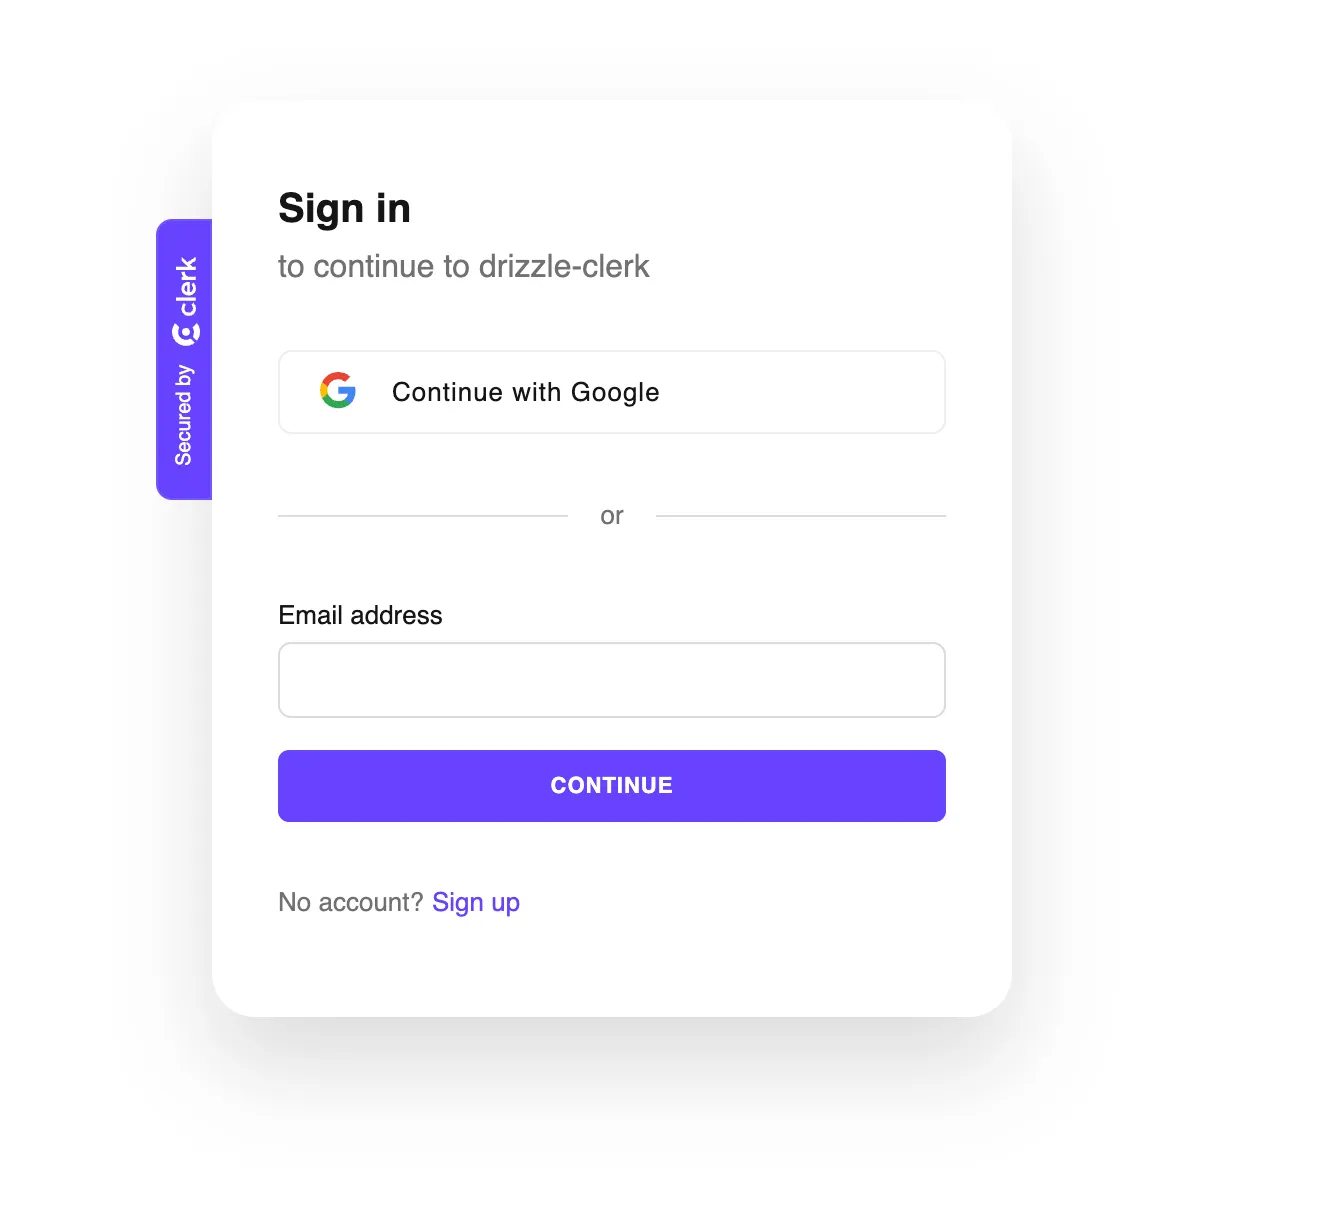 Sign in
to continue to drizzle-clerk
Secured by clerk
Continue with Google
or
Email address
CONTINUE
No account? Sign up